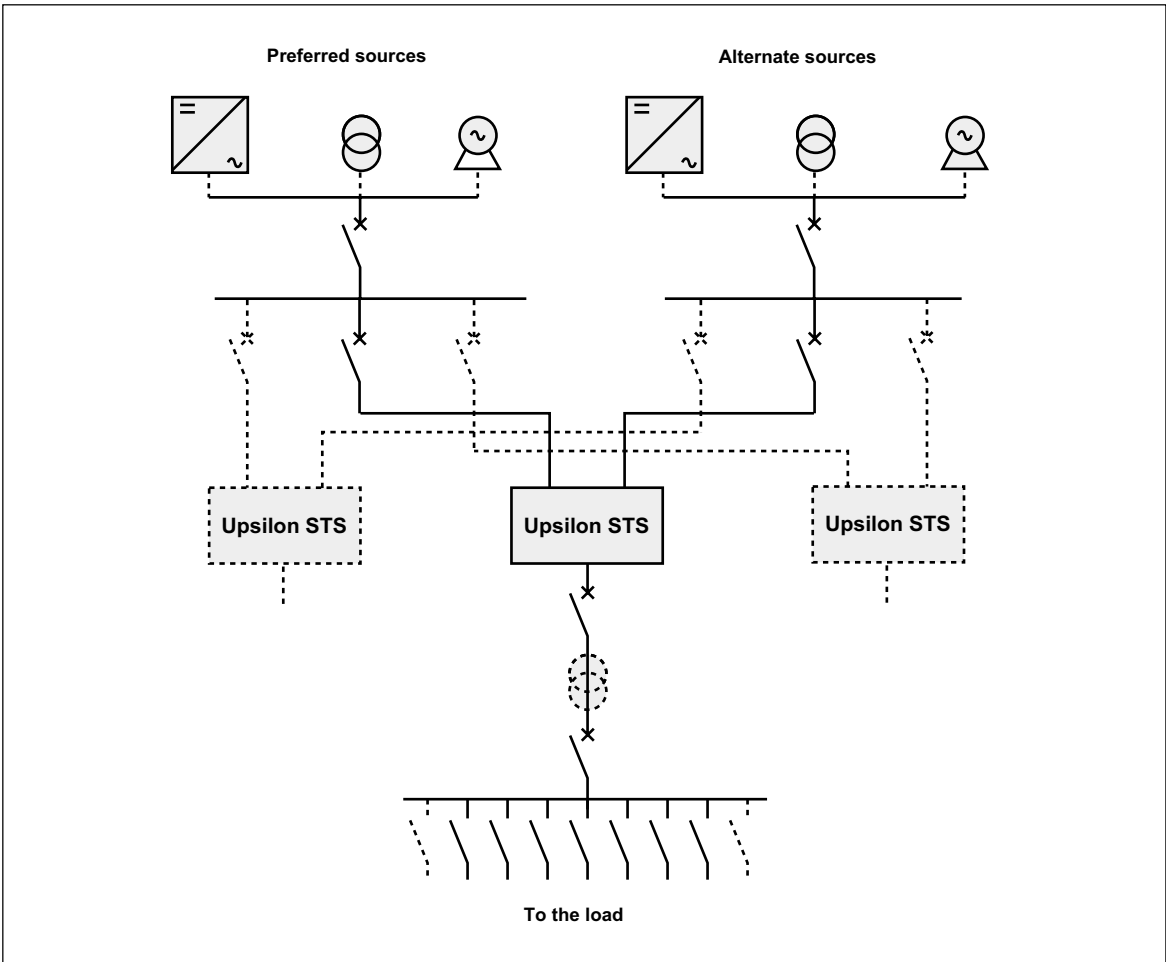 Preferred sources
Alternate sources
Upsilon STS
Upsilon STS
Upsilon STS
To the load